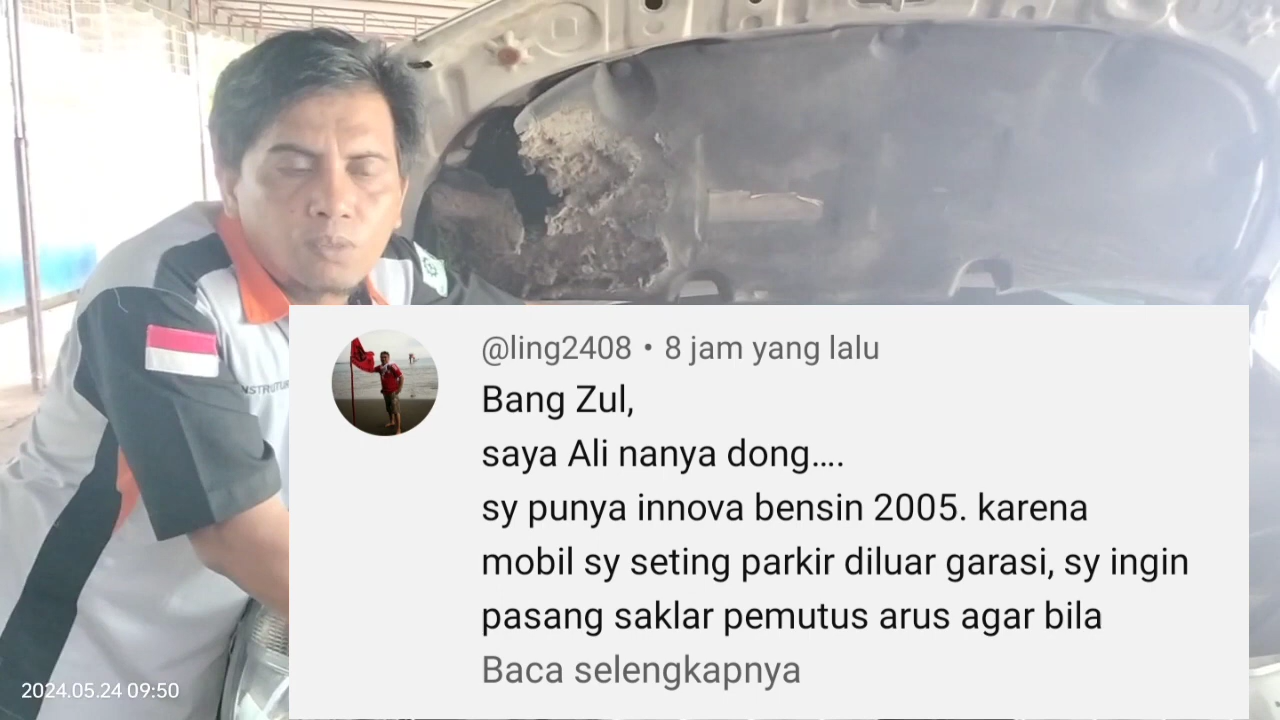 @ling2408 • 8 jam yang lalu
Bang Zul,
saya Ali nanya dong....
sy punya innova bensin 2005. karena
mobil sy seting parkir diluar garasi, sy ingin
pasang saklar pemutus arus agar bila
Baca selengkapnya
2024.05.24 09:50